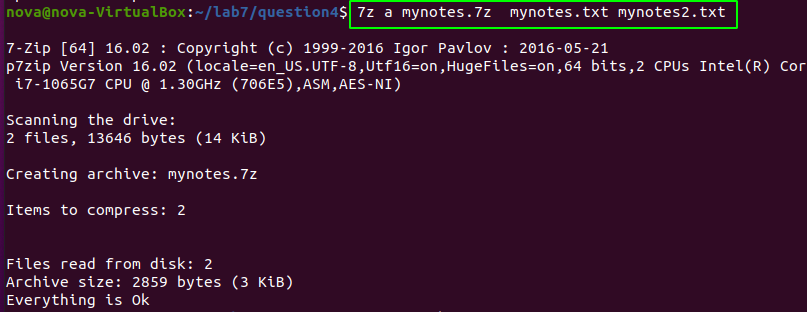 nova@nova-VirtualBox:~/lab7/question4$ 7z a mynotes.7z  mynotes.txt mynotes2.txt
7-Zip [64] 16.02 : Copyright (c) 1999-2016 Igor Pavlov : 2016-05-21
p7zip Version 16.02 (locale=en_US.UTF-8,Utf16=on,HugeFiles=on,64 bits,2 CPUs Intel(R) Cor
i7-1065G7 CPU @ 1.30GHz (706E5),ASM,AES-NI)
Scanning the drive:
2 files, 13646 bytes (14 KiB)
Creating archive: mynotes.7z
Items to compress: 2
Files read from disk: 2
Archive size: 2859 bytes (3 KiB)
Everything is Ok